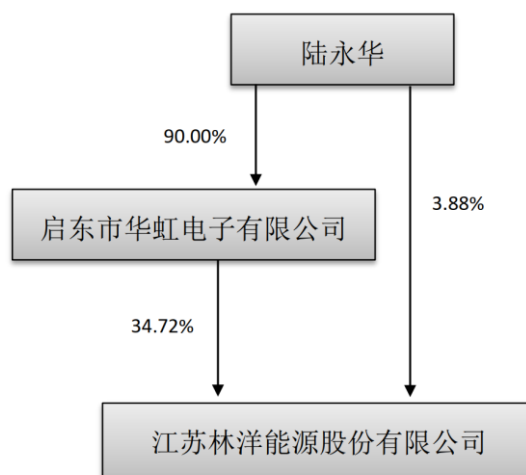 陆永华
90.00%
启东市华虹电子有限公司
3.88%
34.72%
江苏林洋能源股份有限公司